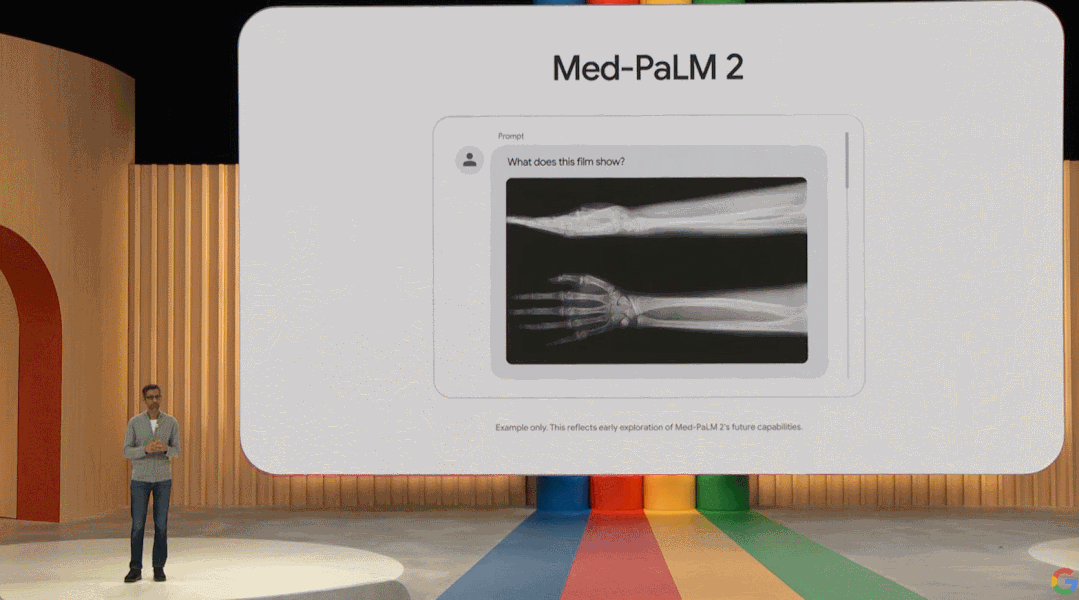 Med-PaLM 2
Prompt
What does this film show?
Example only. This reflects early exploration of Med-PaLM 2's future capabilities.